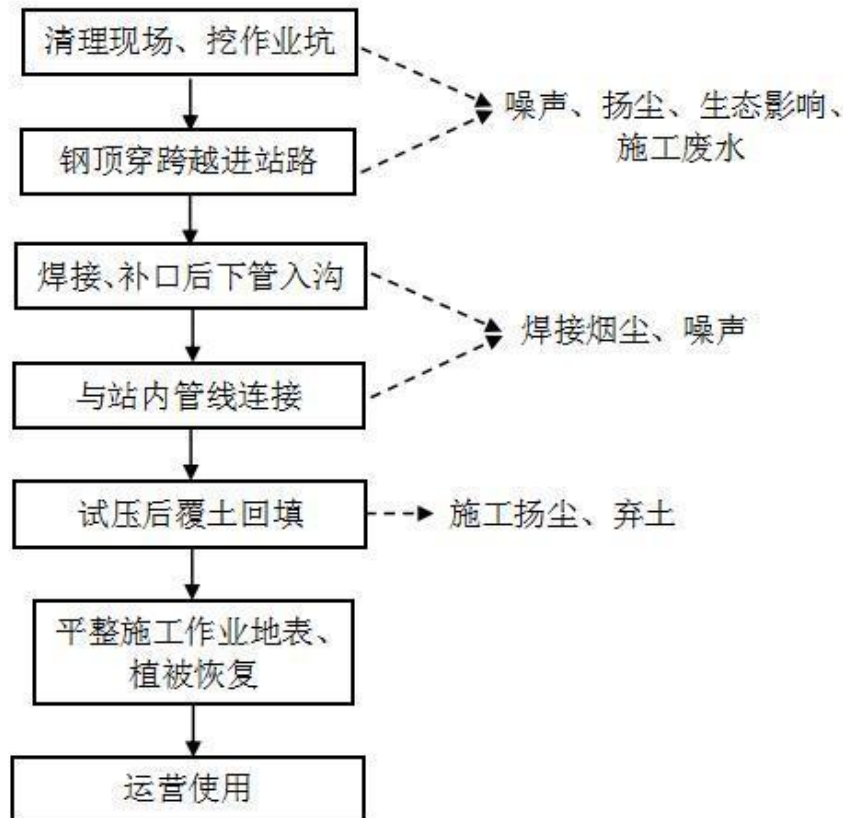 清理现场、挖作业坑
噪声、扬尘、生态影响、
施工废水
钢顶穿跨越进站路
焊接、补口后下管入沟
焊接烟尘、噪声
与站内管线连接
试压后覆土回填
施工扬尘、弃土
平整施工作业地表、
植被恢复
运营使用